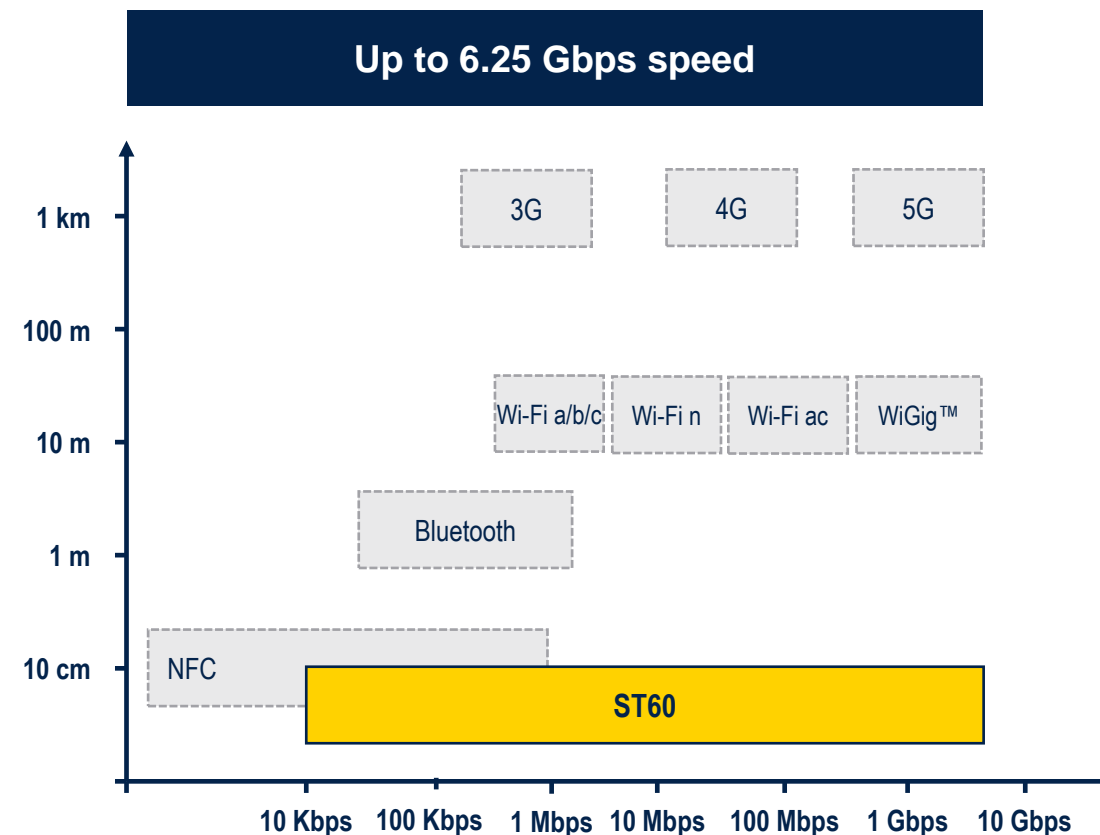 Up to 6.25 Gbps speed
1 km
3G
4G
5G
100 m
Wi-Fi a/b/c
Wi-Fi n
Wi-Fi ac
WiGig™
10 m
Bluetooth
1 m
NFC
10 cm
ST60
10 Kbps
100 Kbps
1 Mbps
10 Mbps
100 Mbps
1 Gbps
10 Gbps